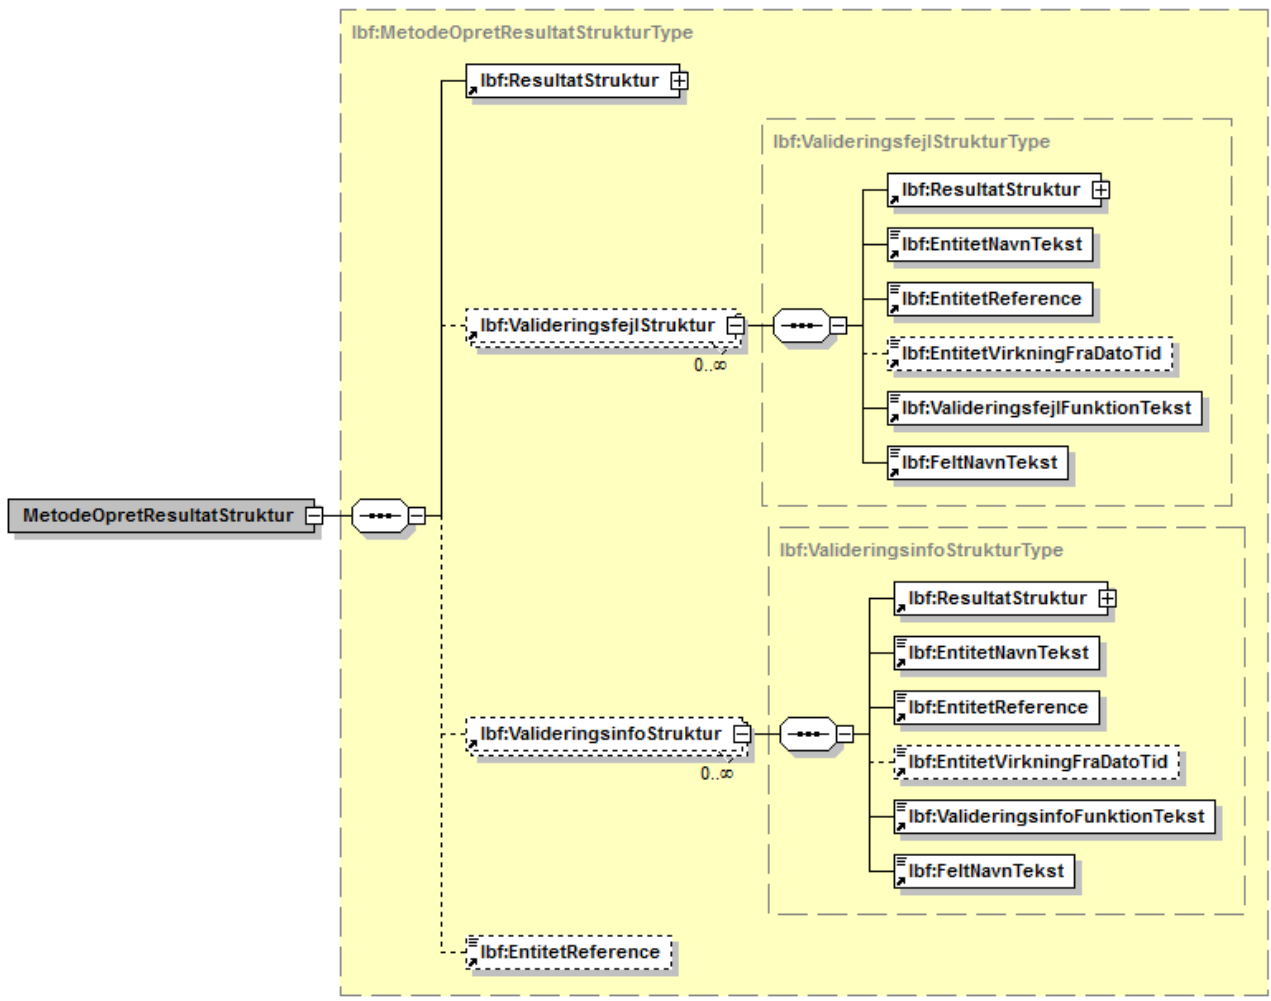 lbf:MetodeOpretResultatStrukturType
lbf:ResultatStruktur
lbf:ValideringsfejlStrukturType
lbf:ResultatStruktur
lbf:EntitetNavnTekst
lbf:EntitetReference
lbf:ValideringsfejlStruktur
0..∞
lbf:EntitetVirkningFraDatoTid
lbf:ValideringsfejlFunktionTekst
lbf:FeltNavnTekst
MetodeOpretResultatStruktur
lbf:ValideringsinfoStrukturType
lbf:ResultatStruktur
lbf:EntitetNavnTekst
lbf:EntitetReference
lbf:ValideringsinfoStruktur
0..∞
lbf:EntitetVirkningFraDatoTid
lbf:ValideringsinfoFunktionTekst
lbf:FeltNavnTekst
lbf:EntitetReference